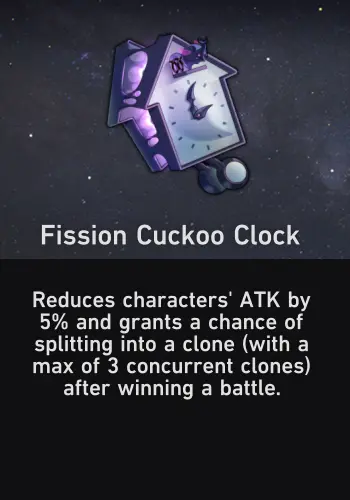 Fission Cuckoo Clock
Reduces characters' ATK by
5% and grants a chance of
splitting into a clone (with a
max of 3 concurrent clones)
after winning a battle.